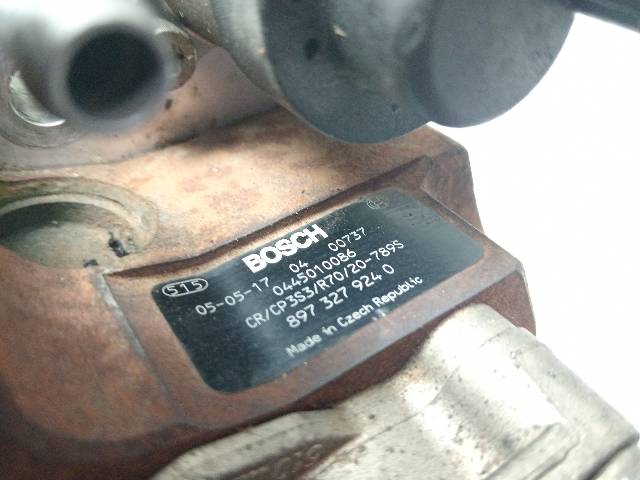 BOSCH
515
05-05-17 04 00737
0445010086
CR/CP3S3/R70/20-789S
897 327 924 0
Made in Czech Republic